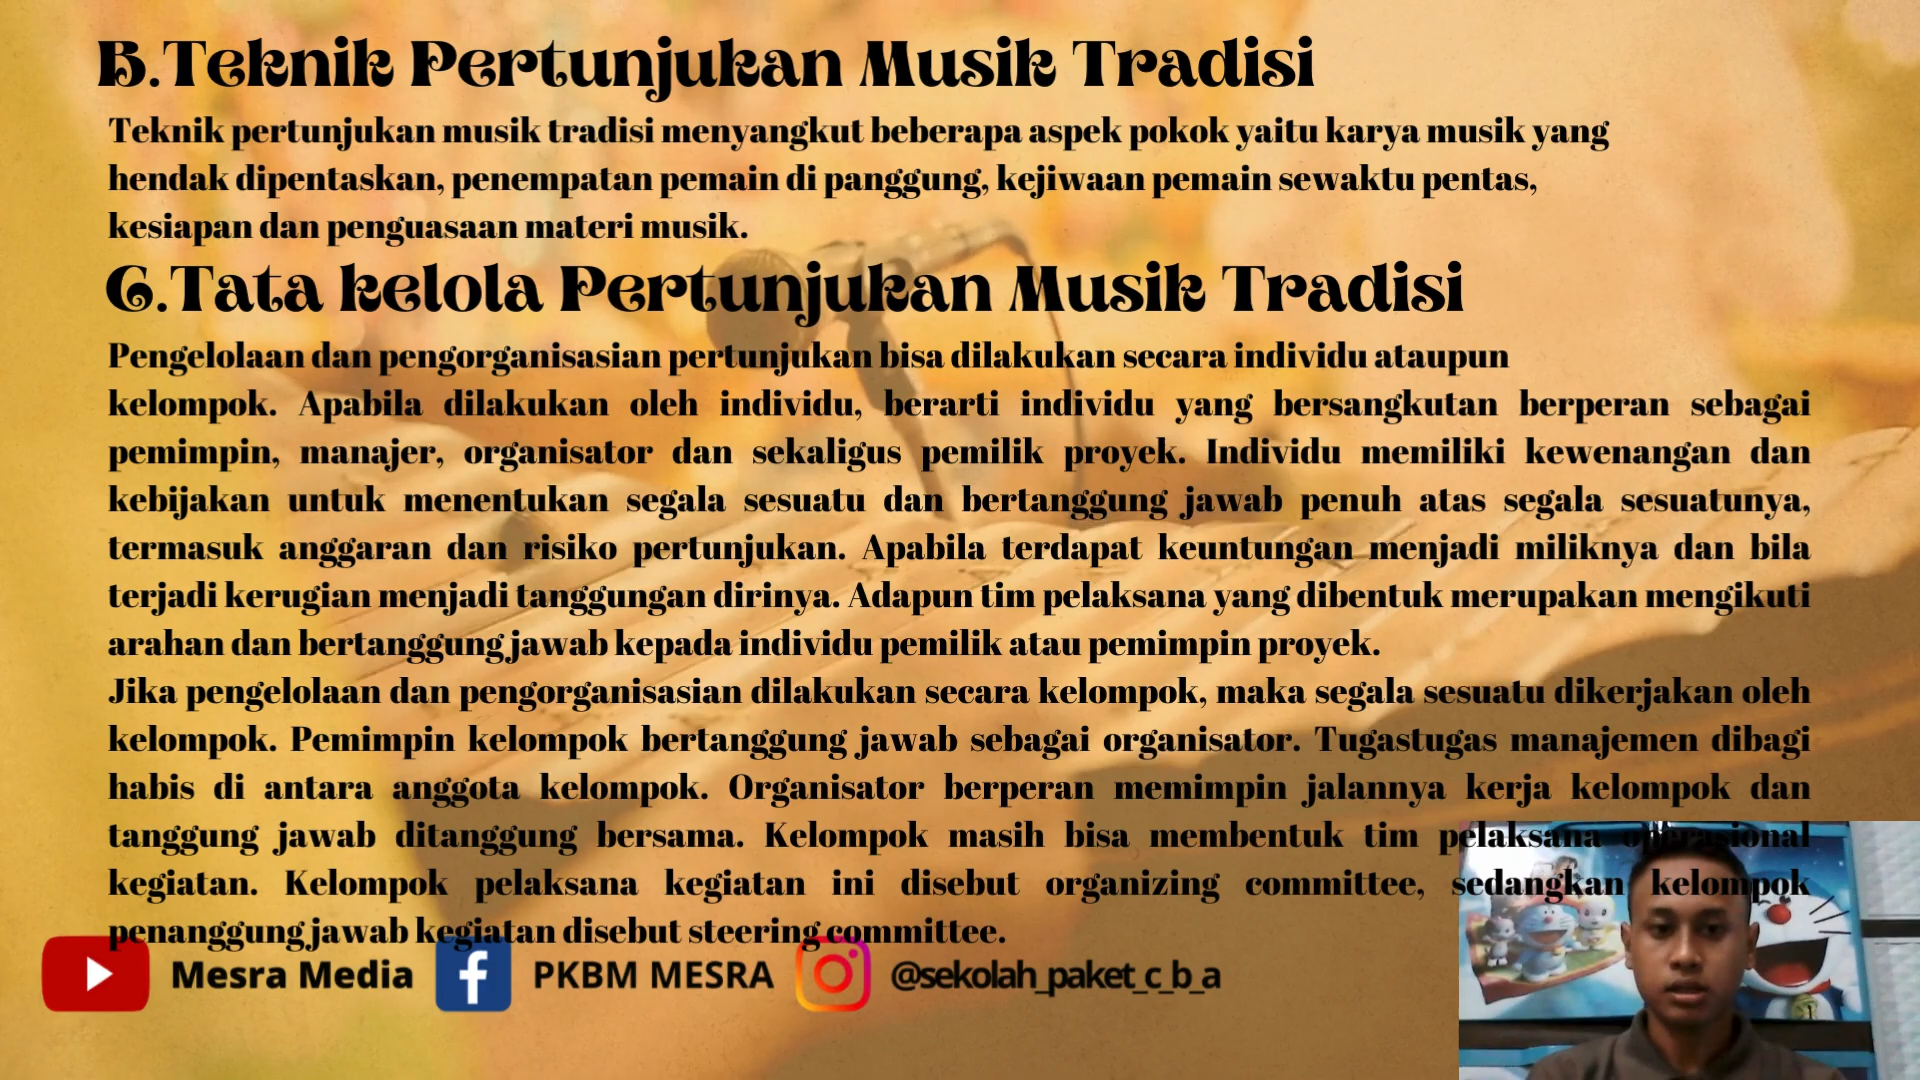 B.Teknik Pertunjukan Musik Tradisi
Teknik pertunjukan musik tradisi menyangkut beberapa aspek pokok yaitu karya musik yang
hendak dipentaskan, penempatan pemain di panggung, kejiwaan pemain sewaktu pentas,
kesiapan dan penguasaan materi musik.
C.Tata kelola Pertunjukan Musik Tradisi
Pengelolaan dan pengorganisasian pertunjukan bisa dilakukan secara individu ataupun
kelompok. Apabila dilakukan oleh individu, berarti individu yang bersangkutan berperan sebagai
pemimpin, manajer, organisator dan sekaligus pemilik proyek. Individu memiliki kewenangan dan
kebijakan untuk menentukan segala sesuatu dan bertanggung jawab penuh atas segala sesuatunya,
termasuk anggaran dan risiko pertunjukan. Apabila terdapat keuntungan menjadi miliknya dan bila
terjadi kerugian menjadi tanggungan dirinya. Adapun tim pelaksana yang dibentuk merupakan mengikuti
arahan dan bertanggung jawab kepada individu pemilik atau pemimpin proyek.
Jika pengelolaan dan pengorganisasian dilakukan secara kelompok, maka segala sesuatu dikerjakan oleh
kelompok. Pemimpin kelompok bertanggung jawab sebagai organisator. Tugastugas manajemen dibagi
habis di antara anggota kelompok. Organisator berperan memimpin jalannya kerja kelompok dan
tanggung jawab ditanggung bersama. Kelompok masih bisa membentuk tim pelaksana operasional
kegiatan. Kelompok pelaksana kegiatan ini disebut organizing committee, sedangkan kelompok
penanggung jawab kegiatan disebut steering committee.
Mesra Media PKBM MESRA @sekolah_paket_c_b_a